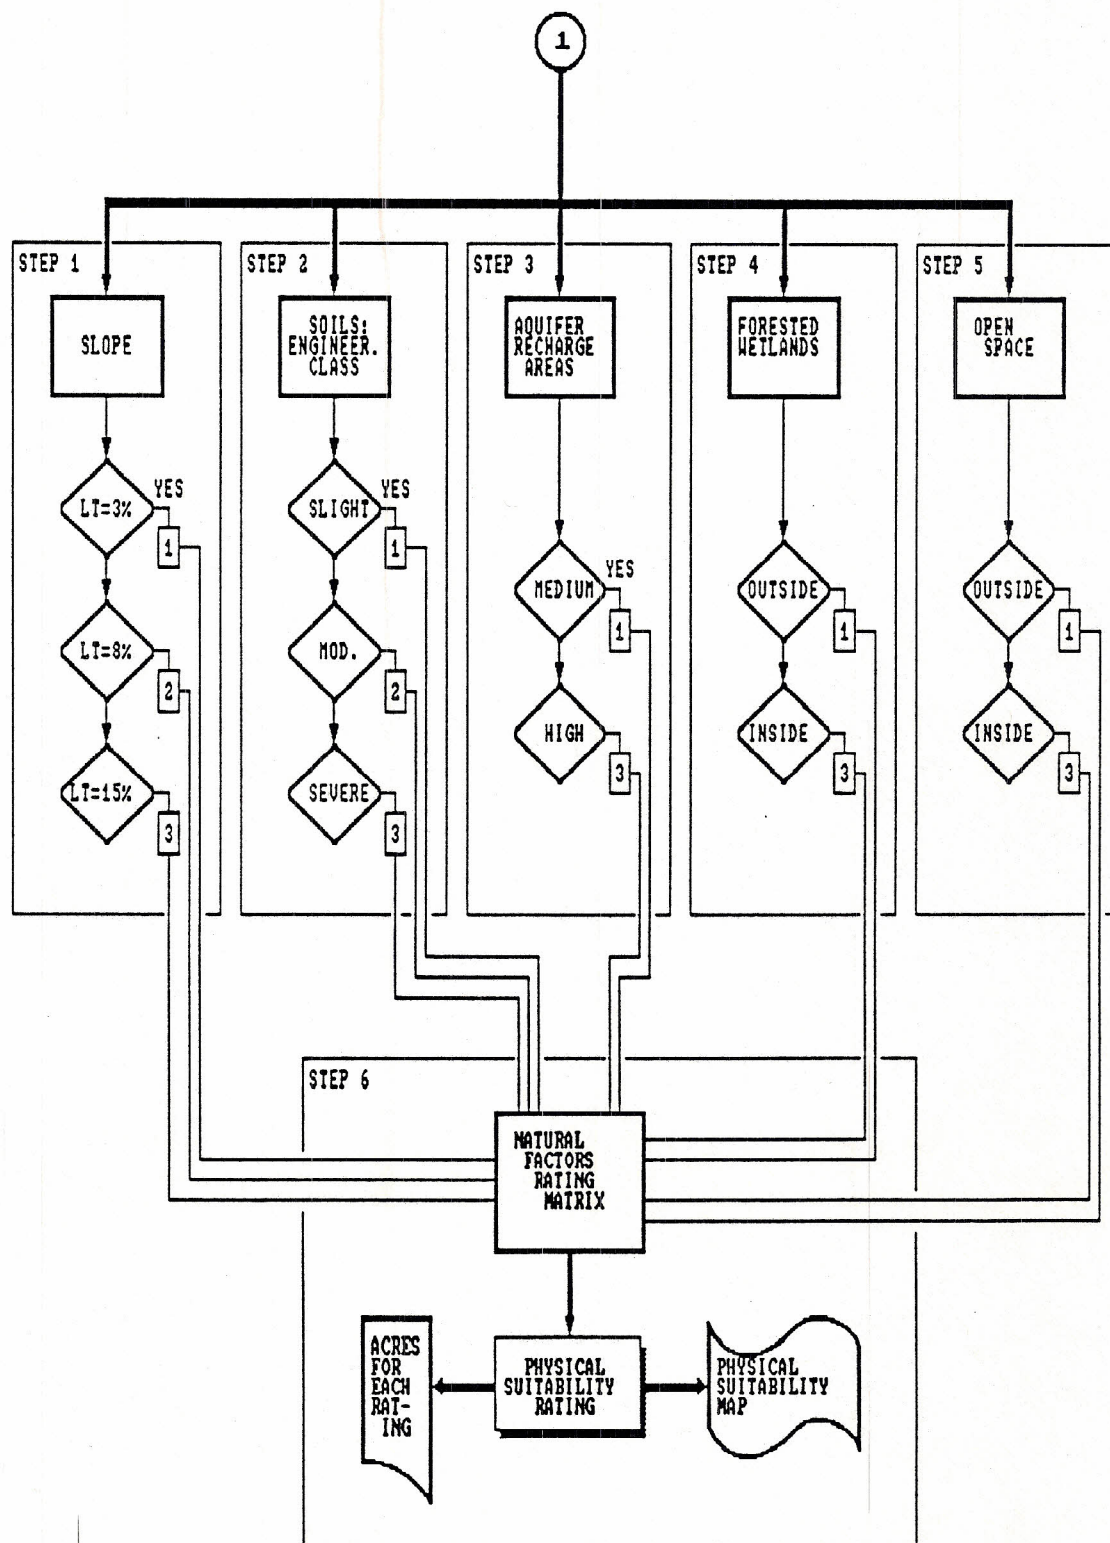 1
STEP 1
SLOPE
YES
LT=3%
1
LT=8%
2
LT=15%
3
STEP 2
SOILS:
ENGINEER.
CLASS
YES
SLIGHT
1
MOD.
2
SEVERE
3
STEP 3
AQUIFER
RECHARGE
AREAS
YES
MEDIUM
1
HIGH
3
STEP 4
FORESTED
WETLANDS
OUTSIDE
1
INSIDE
3
STEP 5
OPEN
SPACE
OUTSIDE
1
INSIDE
3
STEP 6
NATURAL
FACTORS
RATING
MATRIX
ACRES
FOR
EACH
RAT-
ING
PHYSICAL
SUITABILITY
RATING
PHYSICAL
SUITABILITY
MAP